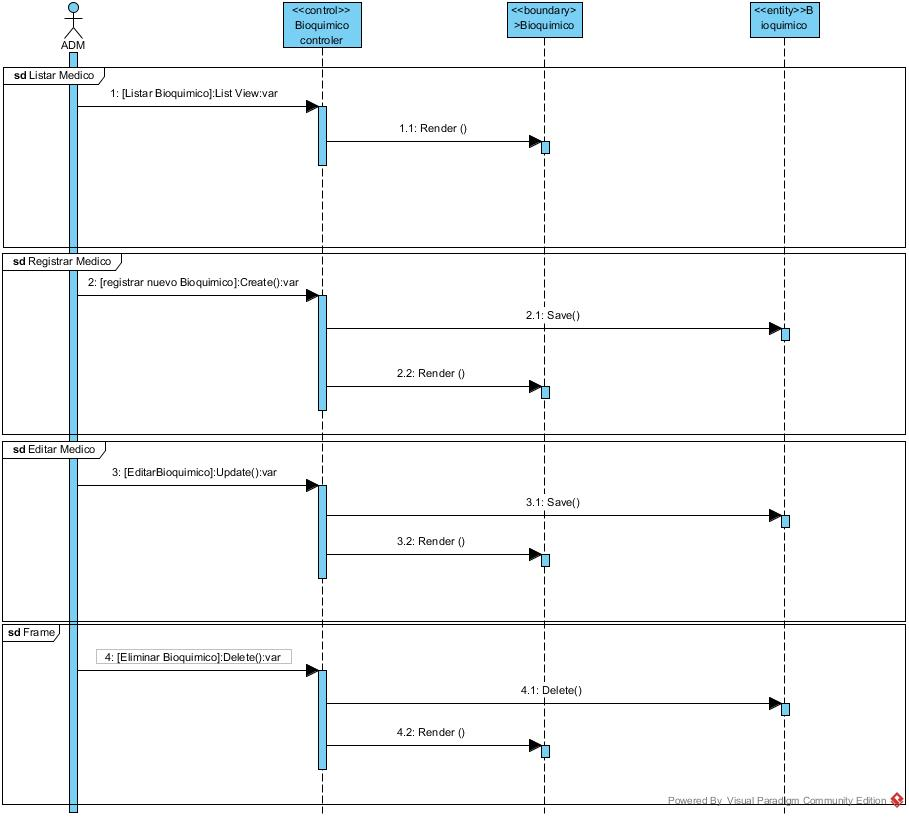 ADM
<<control>>
Bioquimico
controler
<<boundary>
>Bioquimico
<<entity>>B
ioquimico
sd Listar Medico
1: [Listar Bioquimico]:List View:var
1.1: Render ()
sd Registrar Medico
2: [registrar nuevo Bioquimico]:Create():var
2.1: Save()
2.2: Render ()
sd Editar Medico
3: [EditarBioquimico]:Update():var
3.1: Save()
3.2: Render ()
sd Frame
4: [Eliminar Bioquimico]:Delete():var
4.1: Delete()
4.2: Render ()
Powered By Visual Paradigm Community Edition